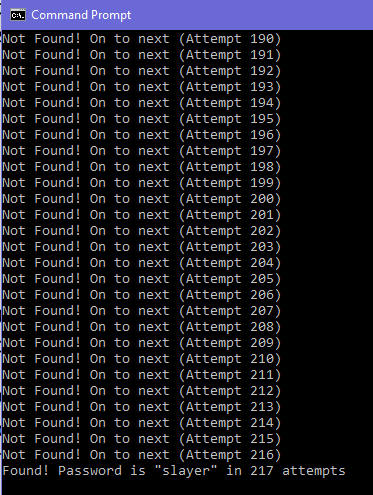 Command Prompt
Not Found! On to next (Attempt 190)
Not Found! On to next (Attempt 191)
Not Found! On to next (Attempt 192)
Not Found! On to next (Attempt 193)
Not Found! On to next (Attempt 194)
Not Found! On to next (Attempt 195)
Not Found! On to next (Attempt 196)
Not Found! On to next (Attempt 197)
Not Found! On to next (Attempt 198)
Not Found! On to next (Attempt 199)
Not Found! On to next (Attempt 200)
Not Found! On to next (Attempt 201)
Not Found! On to next (Attempt 202)
Not Found! On to next (Attempt 203)
Not Found! On to next (Attempt 204)
Not Found! On to next (Attempt 205)
Not Found! On to next (Attempt 206)
Not Found! On to next (Attempt 207)
Not Found! On to next (Attempt 208)
Not Found! On to next (Attempt 209)
Not Found! On to next (Attempt 210)
Not Found! On to next (Attempt 211)
Not Found! On to next (Attempt 212)
Not Found! On to next (Attempt 213)
Not Found! On to next (Attempt 214)
Not Found! On to next (Attempt 215)
Not Found! On to next (Attempt 216)
Found! Password is "slayer" in 217 attempts